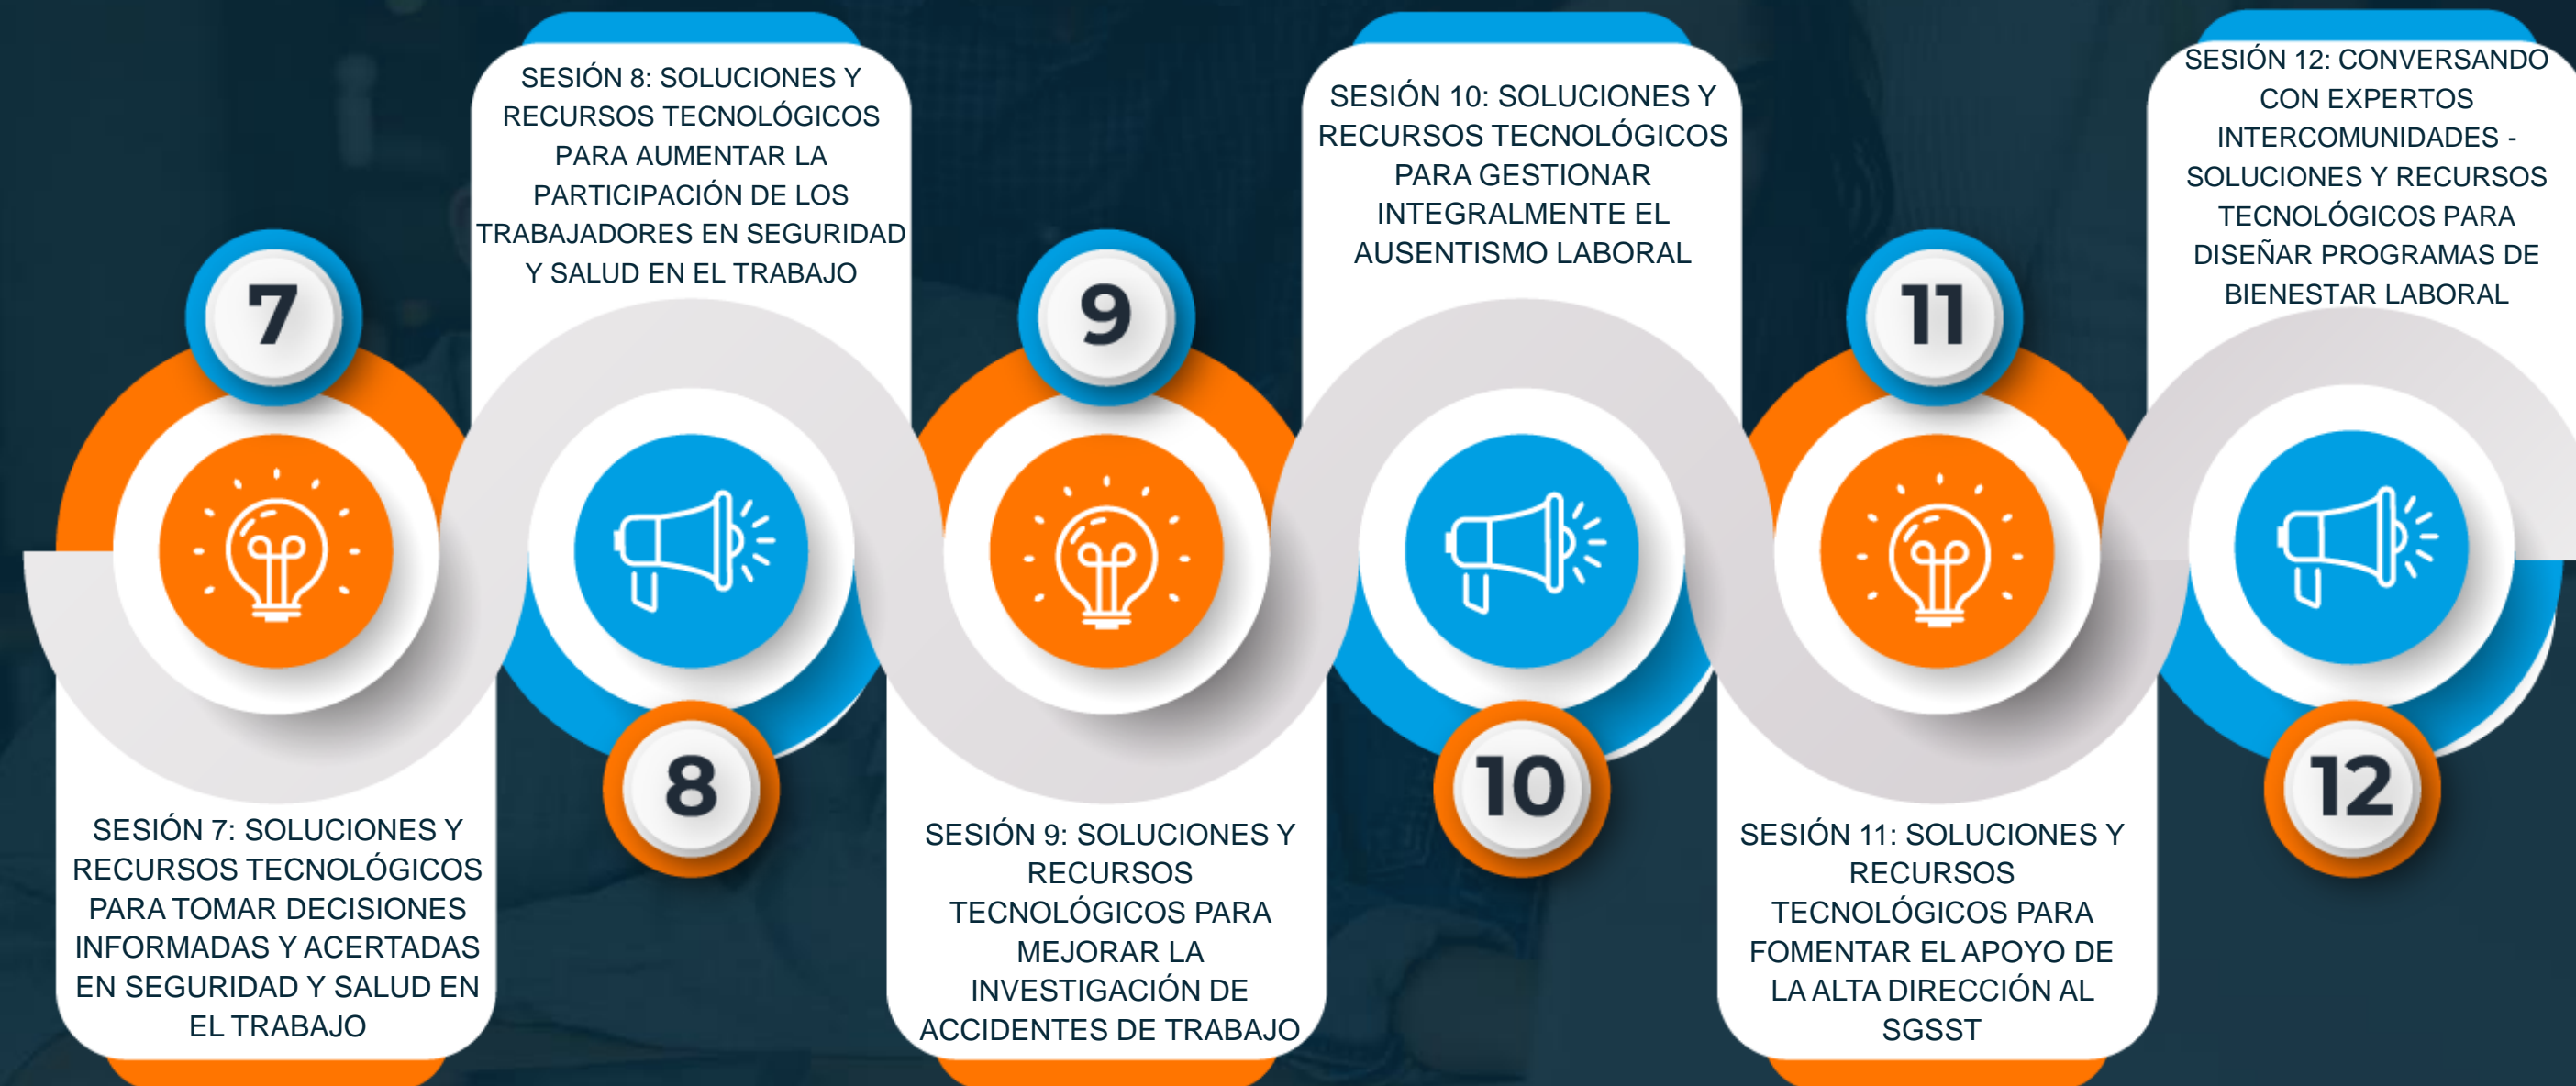 7
SESIÓN 7: SOLUCIONES Y
RECURSOS TECNOLÓGICOS
PARA TOMAR DECISIONES
INFORMADAS Y ACERTADAS
EN SEGURIDAD Y SALUD EN
EL TRABAJO
SESIÓN 8: SOLUCIONES Y
RECURSOS TECNOLÓGICOS
PARA AUMENTAR LA
PARTICIPACIÓN DE LOS
TRABAJADORES EN SEGURIDAD
Y SALUD EN EL TRABAJO
8
9
SESIÓN 9: SOLUCIONES Y
RECURSOS
TECNOLÓGICOS PARA
MEJORAR LA
INVESTIGACIÓN DE
ACCIDENTES DE TRABAJO
SESIÓN 10: SOLUCIONES Y
RECURSOS TECNOLÓGICOS
PARA GESTIONAR
INTEGRALMENTE EL
AUSENTISMO LABORAL
10
11
SESIÓN 11: SOLUCIONES Y
RECURSOS
TECNOLÓGICOS PARA
FOMENTAR EL APOYO DE
LA ALTA DIRECCIÓN AL
SGSST
SESIÓN 12: CONVERSANDO
CON EXPERTOS
INTERCOMUNIDADES -
SOLUCIONES Y RECURSOS
TECNOLÓGICOS PARA
DISEÑAR PROGRAMAS DE
BIENESTAR LABORAL
12